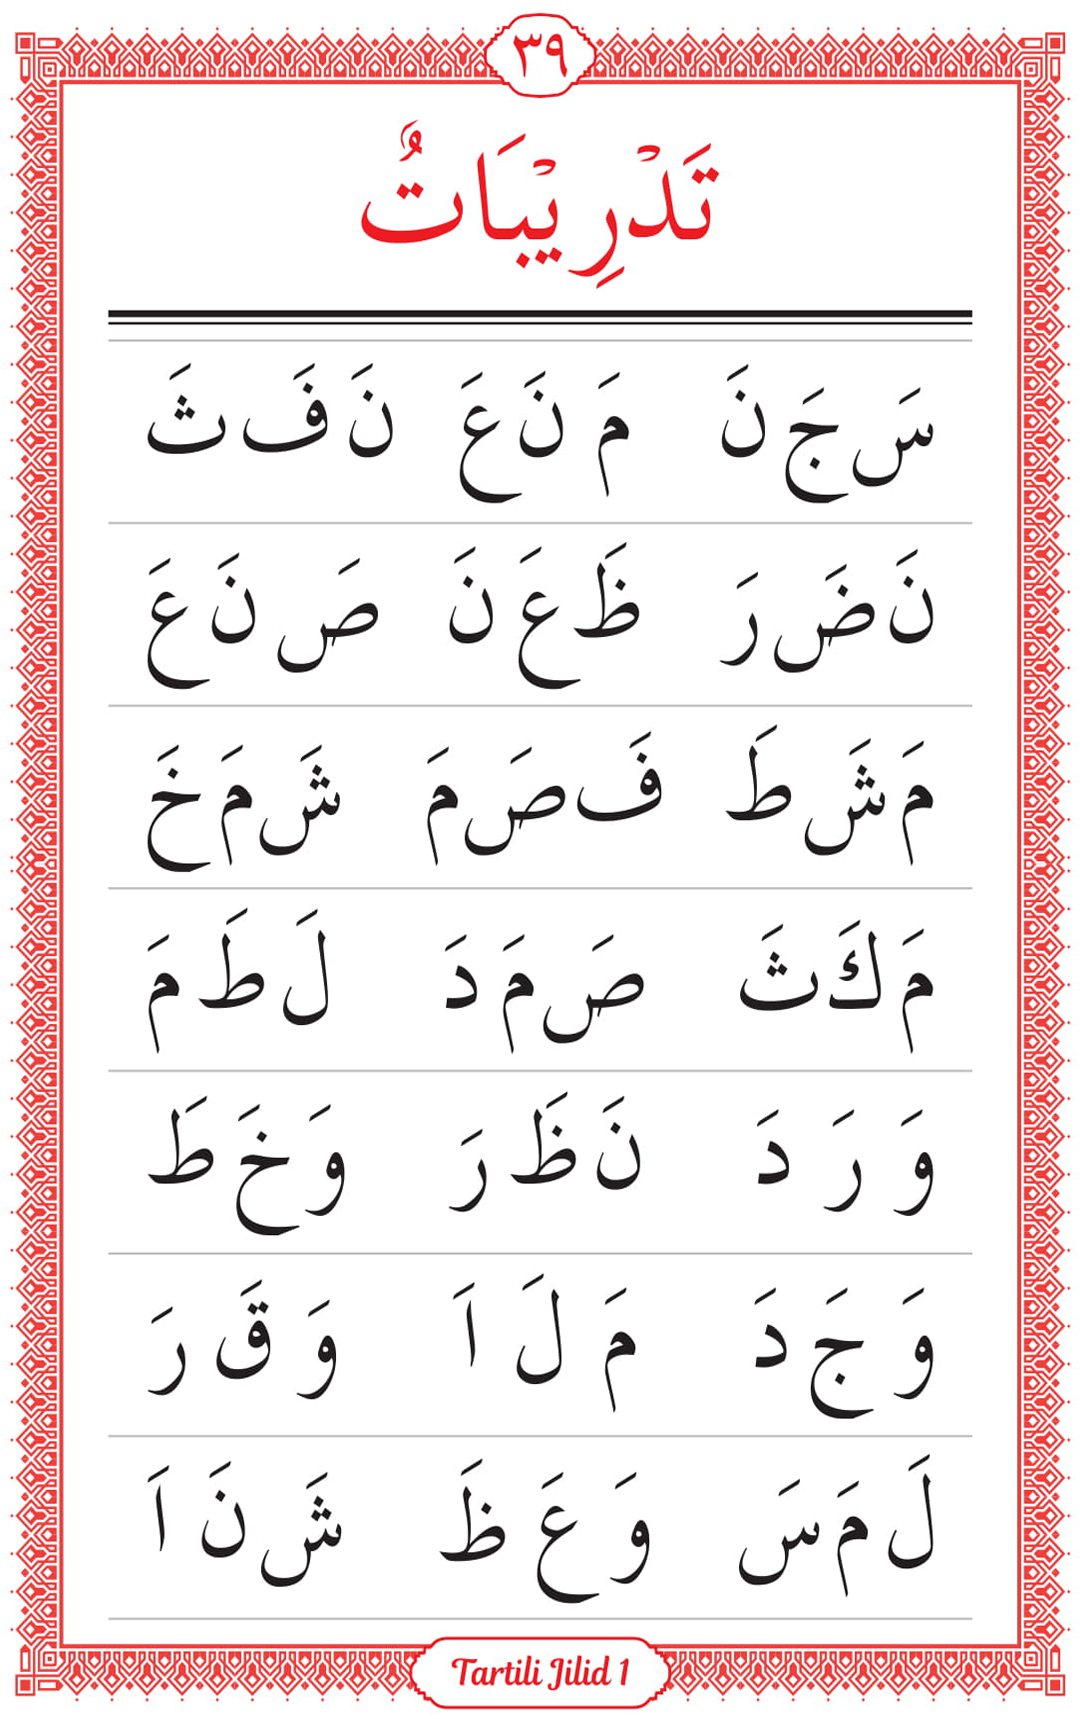 ٣٩
تَدْرِيْبَاتٌ
سَ جَ نَ مَ نَ عَ نَ فَ ثَ
نَ ضَ رَ ظَ عَ نَ صَ نَ عَ
مَ شَ طَ فَ صَ مَ شَ مَ خَ
مَ كَ ثَ صَ مَ دَ لَ طَ مَ
وَ رَ دَ نَ ظَ رَ وَ خَ طَ
وَ جَ دَ مَ لَ اَ وَ قَ رَ
لَ مَ سَ وَ عَ ظَ شَ نَ اَ
Tartili Jilid 1